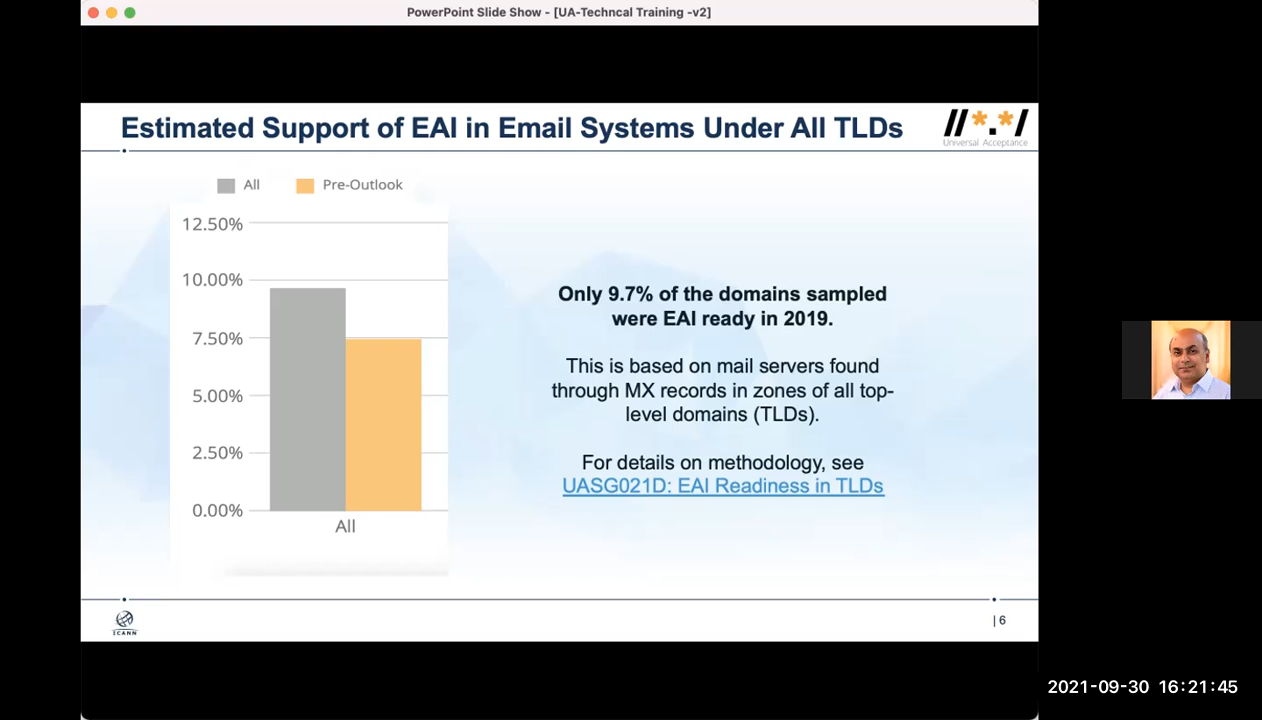 PowerPoint Slide Show - [UA-Techncal Training -v2]
Estimated Support of EAI in Email Systems Under All TLDs
//*.*/
Universal Acceptance
All
Pre-Outlook
12.50%
10.00%
7.50%
5.00%
2.50%
0.00%
All
Only 9.7% of the domains sampled
were EAI ready in 2019.
This is based on mail servers found
through MX records in zones of all top-
level domains (TLDs).
For details on methodology, see
UASG021D: EAI Readiness in TLDs
ICANN
| 6
2021-09-30 16:21:45